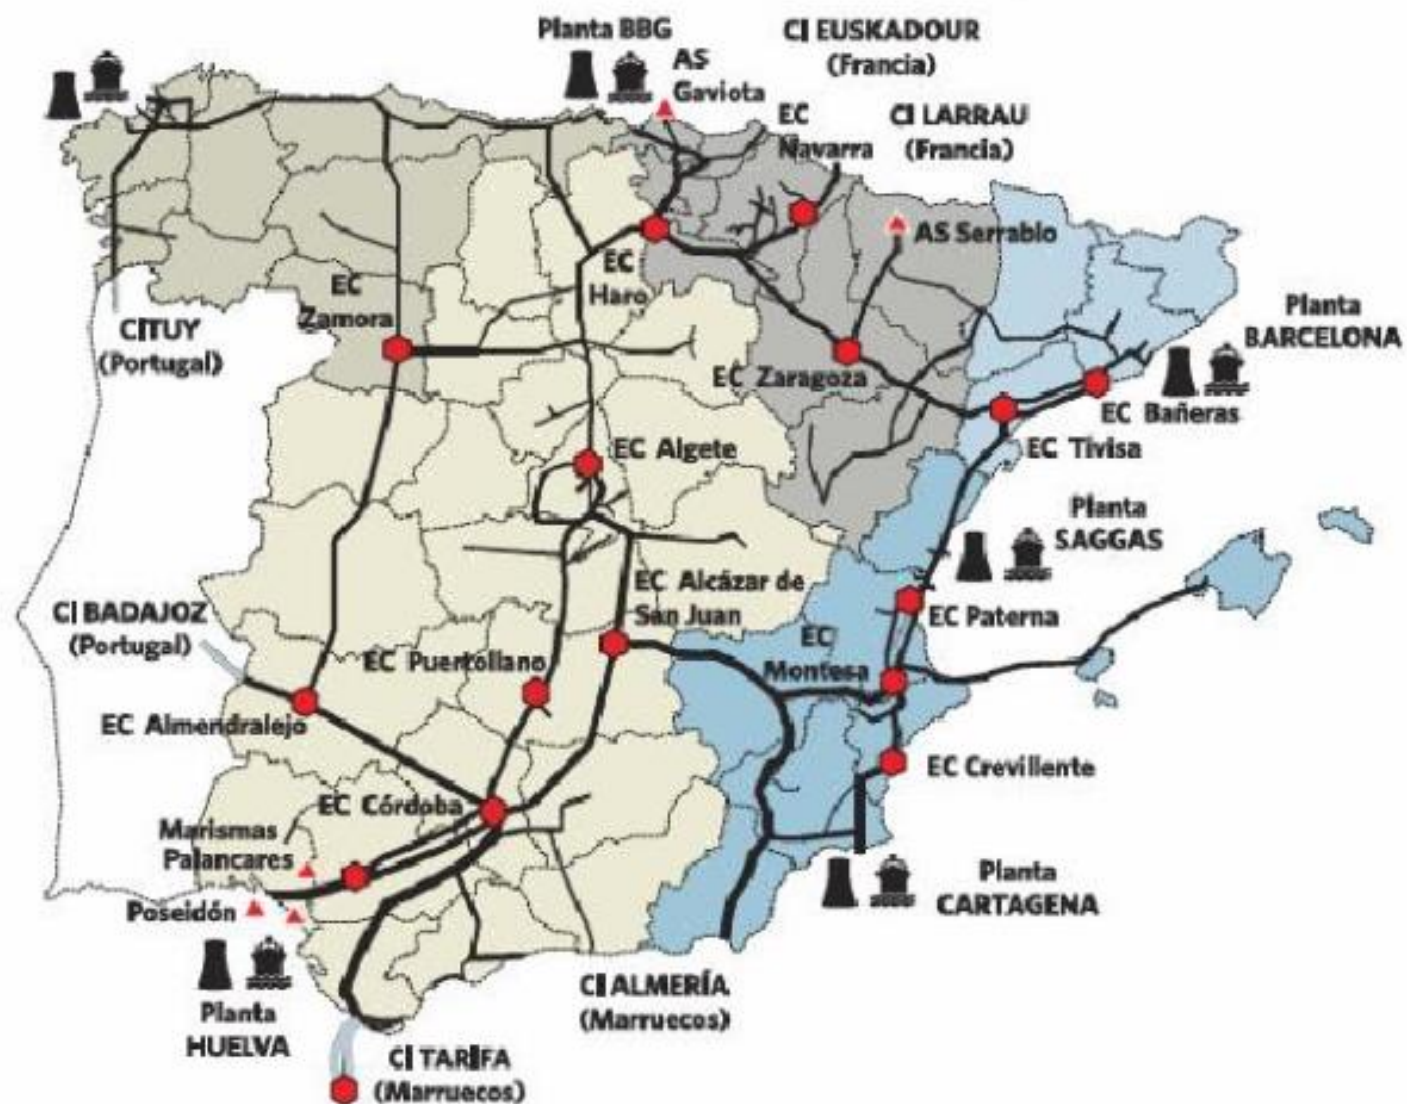 Planta BBG
CI EUSKADOUR
(Francia)
AS
Gaviota
EC
Navarra
CI LARRAU
(Francia)
AS Serrablo
EC
Haro
EC
Zamora
CI TUY
(Portugal)
Planta
BARCELONA
EC Zaragoza
EC Bañeras
EC Tivisa
EC Algete
Planta
SAGGAS
EC Alcázar de
San Juan
EC Paterna
CI BADAJOZ
(Portugal)
EC Puertollano
EC
Montesa
EC Almendralejo
EC Crevillente
EC Córdoba
Marismas
Palancares
Poseidón
Planta
CARTAGENA
Planta
HUELVA
CI ALMERÍA
(Marruecos)
CI TARIFA
(Marruecos)